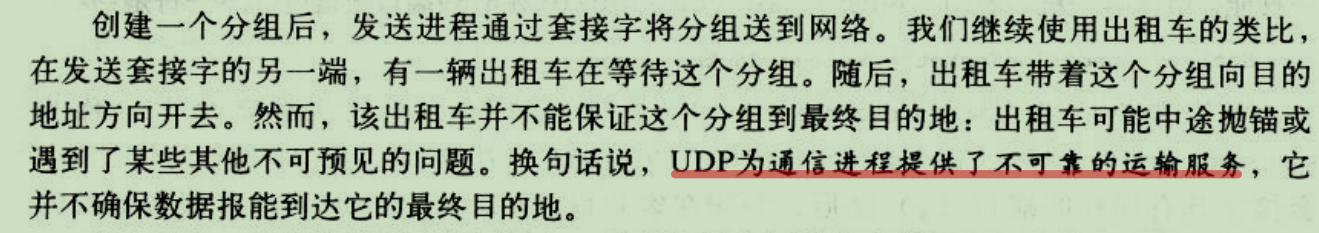 创建一个分组后，发送进程通过套接字将分组送到网络。我们继续使用出租车的类比，
在发送套接字的另一端，有一辆出租车在等待这个分组。随后，出租车带着这个分组向目的
地址方向开去。然而，该出租车并不能保证这个分组到最终目的地：出租车可能中途抛锚或
遇到了某些其他不可预见的问题。换句话说，UDP为通信进程提供了不可靠的运输服务，它
并不确保数据报能到达它的最终目的地。